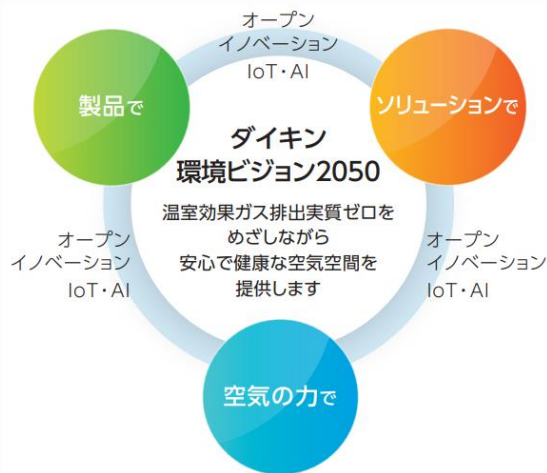 オープン
イノベーション
IoT・AI
製品で
ソリューションで
ダイキン
環境ビジョン2050
温室効果ガス排出実質ゼロを
めざしながら
安心で健康な空気空間を
提供します
オープン
イノベーション
IoT・AI
オープン
イノベーション
IoT・AI
空気の力で